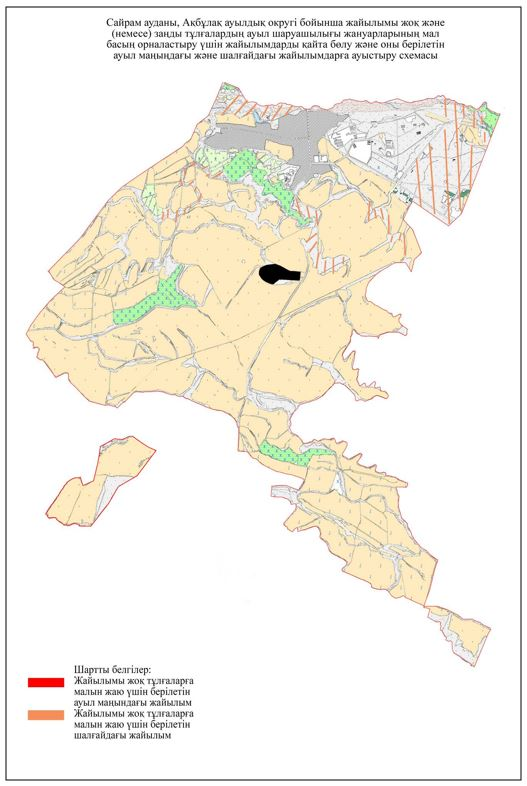 Сайрам ауданы, Ақбұлақ ауылдық округі бойынша жайылымы жоқ және
(немесе) заңды тұлғалардың ауыл шаруашылығы жануарларының мал
басың орналастыру үшін жайылымдарды қайта бөлу және оны берілетін
ауыл маңындағы және шалғайдағы жайылымдарға ауыстыру схемасы
Шартты белгілер:
Жайылымы жоқ тұлғаларға
малын жаю үшін берілетін
ауыл маңындағы жайылым
Жайылымы жоқ тұлғаларға
малын жаю үшін берілетін
шалғайдағы жайылым